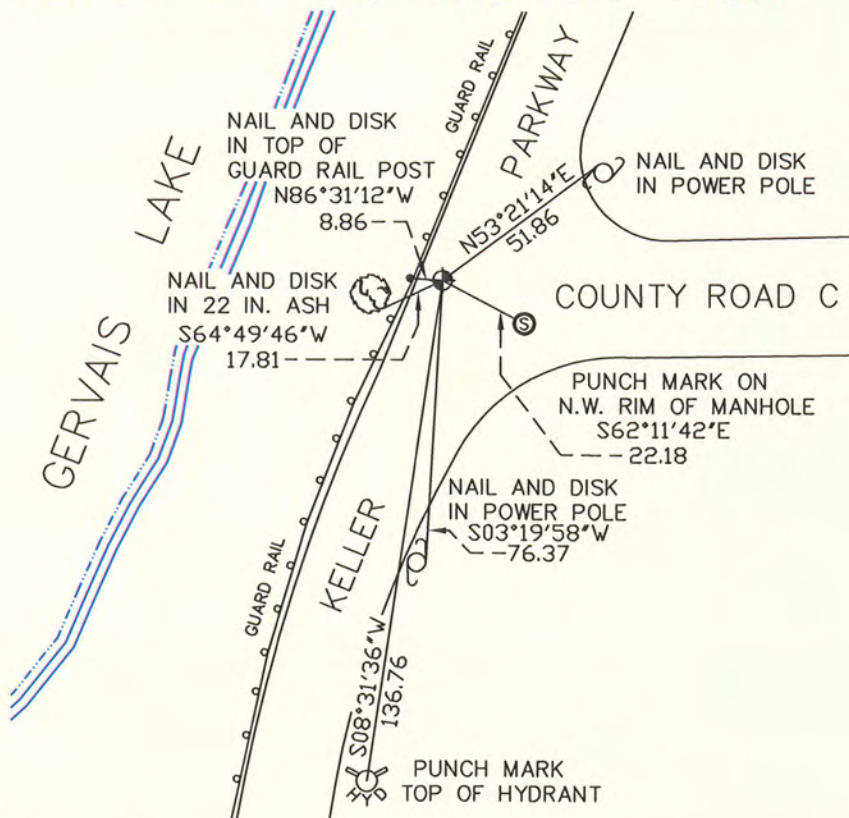 GUARD RAIL
PARKWAY
NAIL AND DISK
IN TOP OF
GUARD RAIL POST
N86°31'12"W
8.86
NAIL AND DISK
IN POWER POLE
N53°21'14"E
51.86
GERVAIS LAKE
NAIL AND DISK
IN 22 IN. ASH
S64°49'46"W
17.81
S
COUNTY ROAD C
PUNCH MARK ON
N.W. RIM OF MANHOLE
S62°11'42"E
22.18
NAIL AND DISK
IN POWER POLE
S03°19'58"W
76.37
KELLER
GUARD RAIL
S08°31'36"W
136.76
HYD
PUNCH MARK
TOP OF HYDRANT